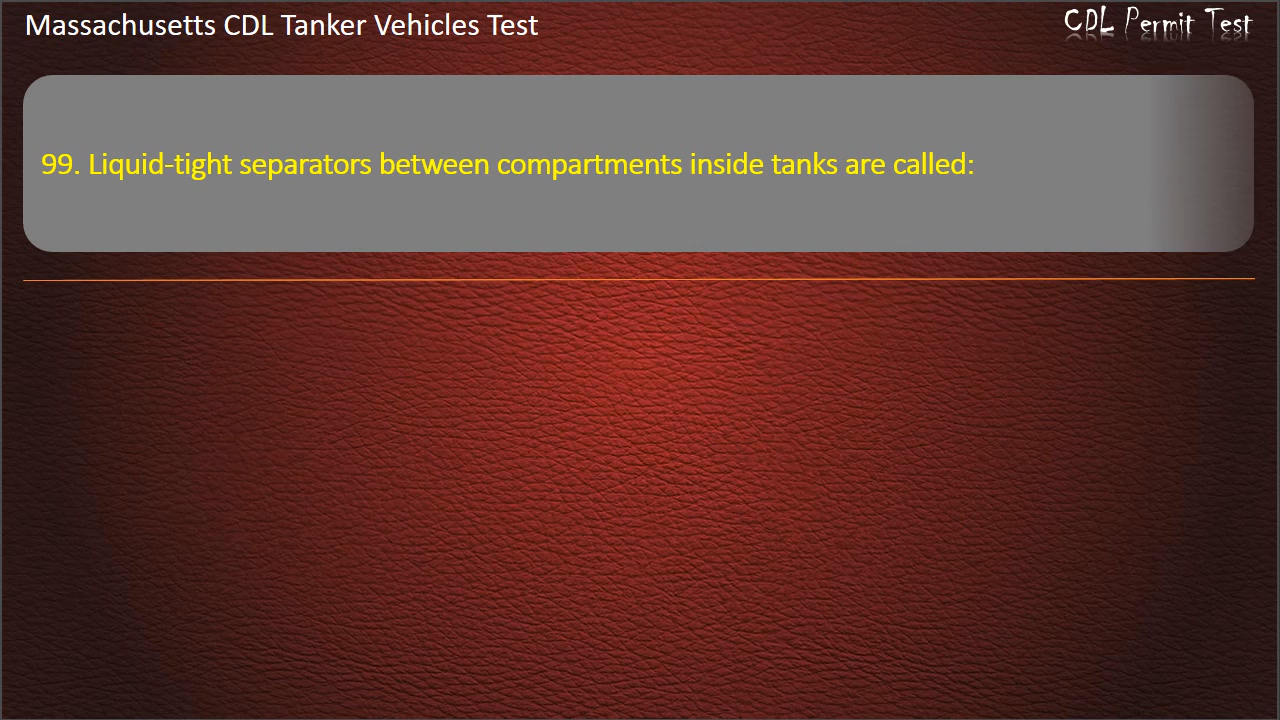 Massachusetts CDL Tanker Vehicles Test
CDL Permit Test
99. Liquid-tight separators between compartments inside tanks are called: